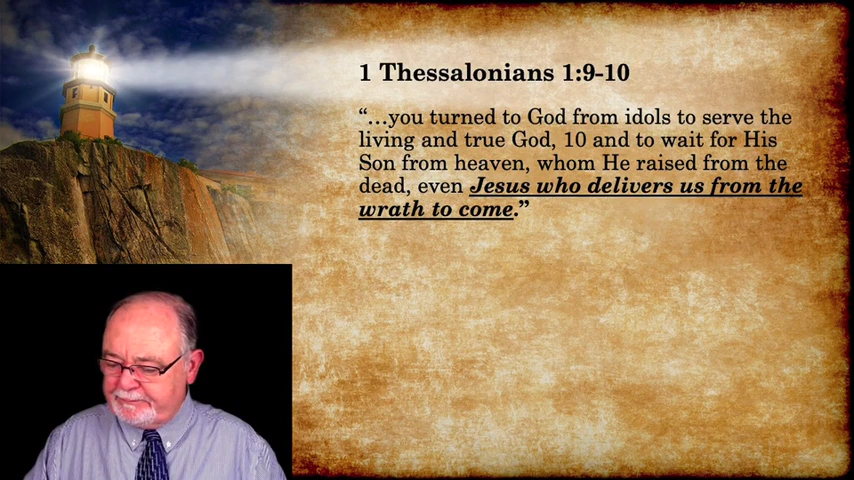 1 Thessalonians 1:9-10
“…you turned to God from idols to serve the
living and true God, 10 and to wait for His
Son from heaven, whom He raised from the
dead, even Jesus who delivers us from the
wrath to come.”